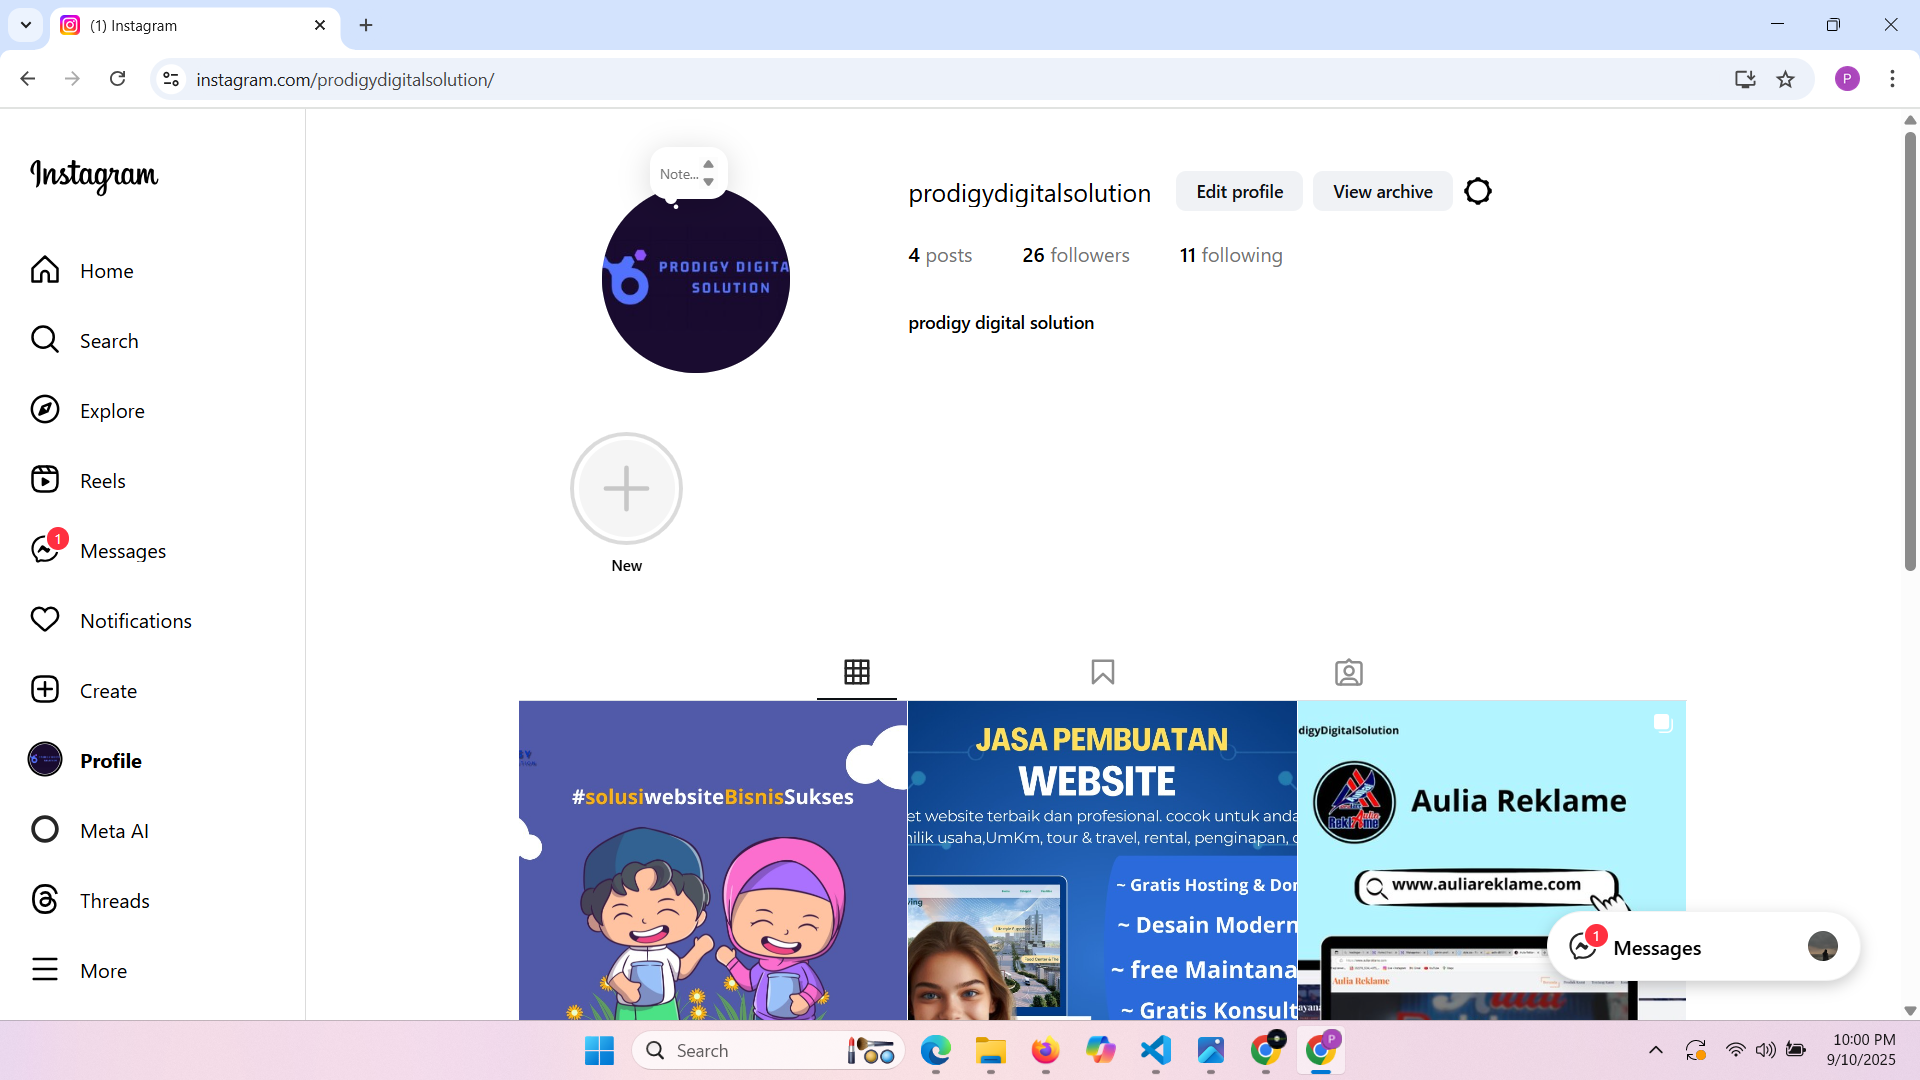 (1) Instagram
instagram.com/prodigydigitalsolution/
P
Instagram
Home
Search
Explore
Reels
1
Messages
Notifications
Create
Profile
Meta AI
Threads
More
Note...
PRODIGY DIGITA
SOLUTION
prodigydigitalsolution
Edit profile
View archive
4 posts
26 followers
11 following
prodigy digital solution
New
#solusiwebsiteBisnisSukses
JASA PEMBUATAN
WEBSITE
et website terbaik dan profesional. cocok untuk anda
ilik usaha,UmKm, tour & travel, rental, penginapan,
~ Gratis Hosting & Dor
~ Desain Modern
~ free Maintana
~ Gratis Konsult
digyDigitalSolution
Aulia Reklame
RekLAme
www.auliareklame.com
Aulia Reklame
1
Messages
Search
P
10:00 PM
9/10/2025